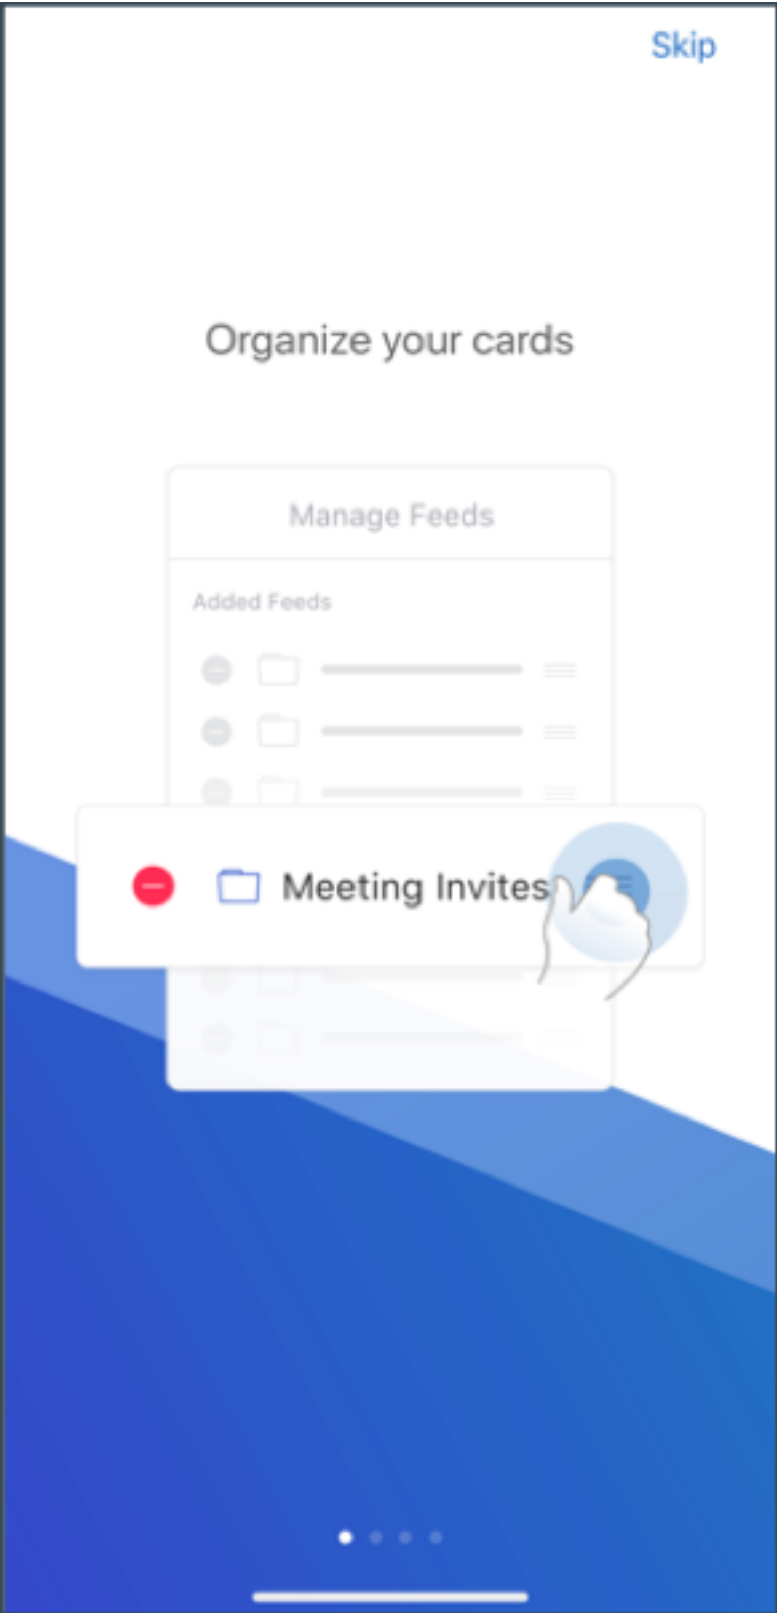 Skip
Organize your cards
Manage Feeds
Added Feeds
Meeting Invites